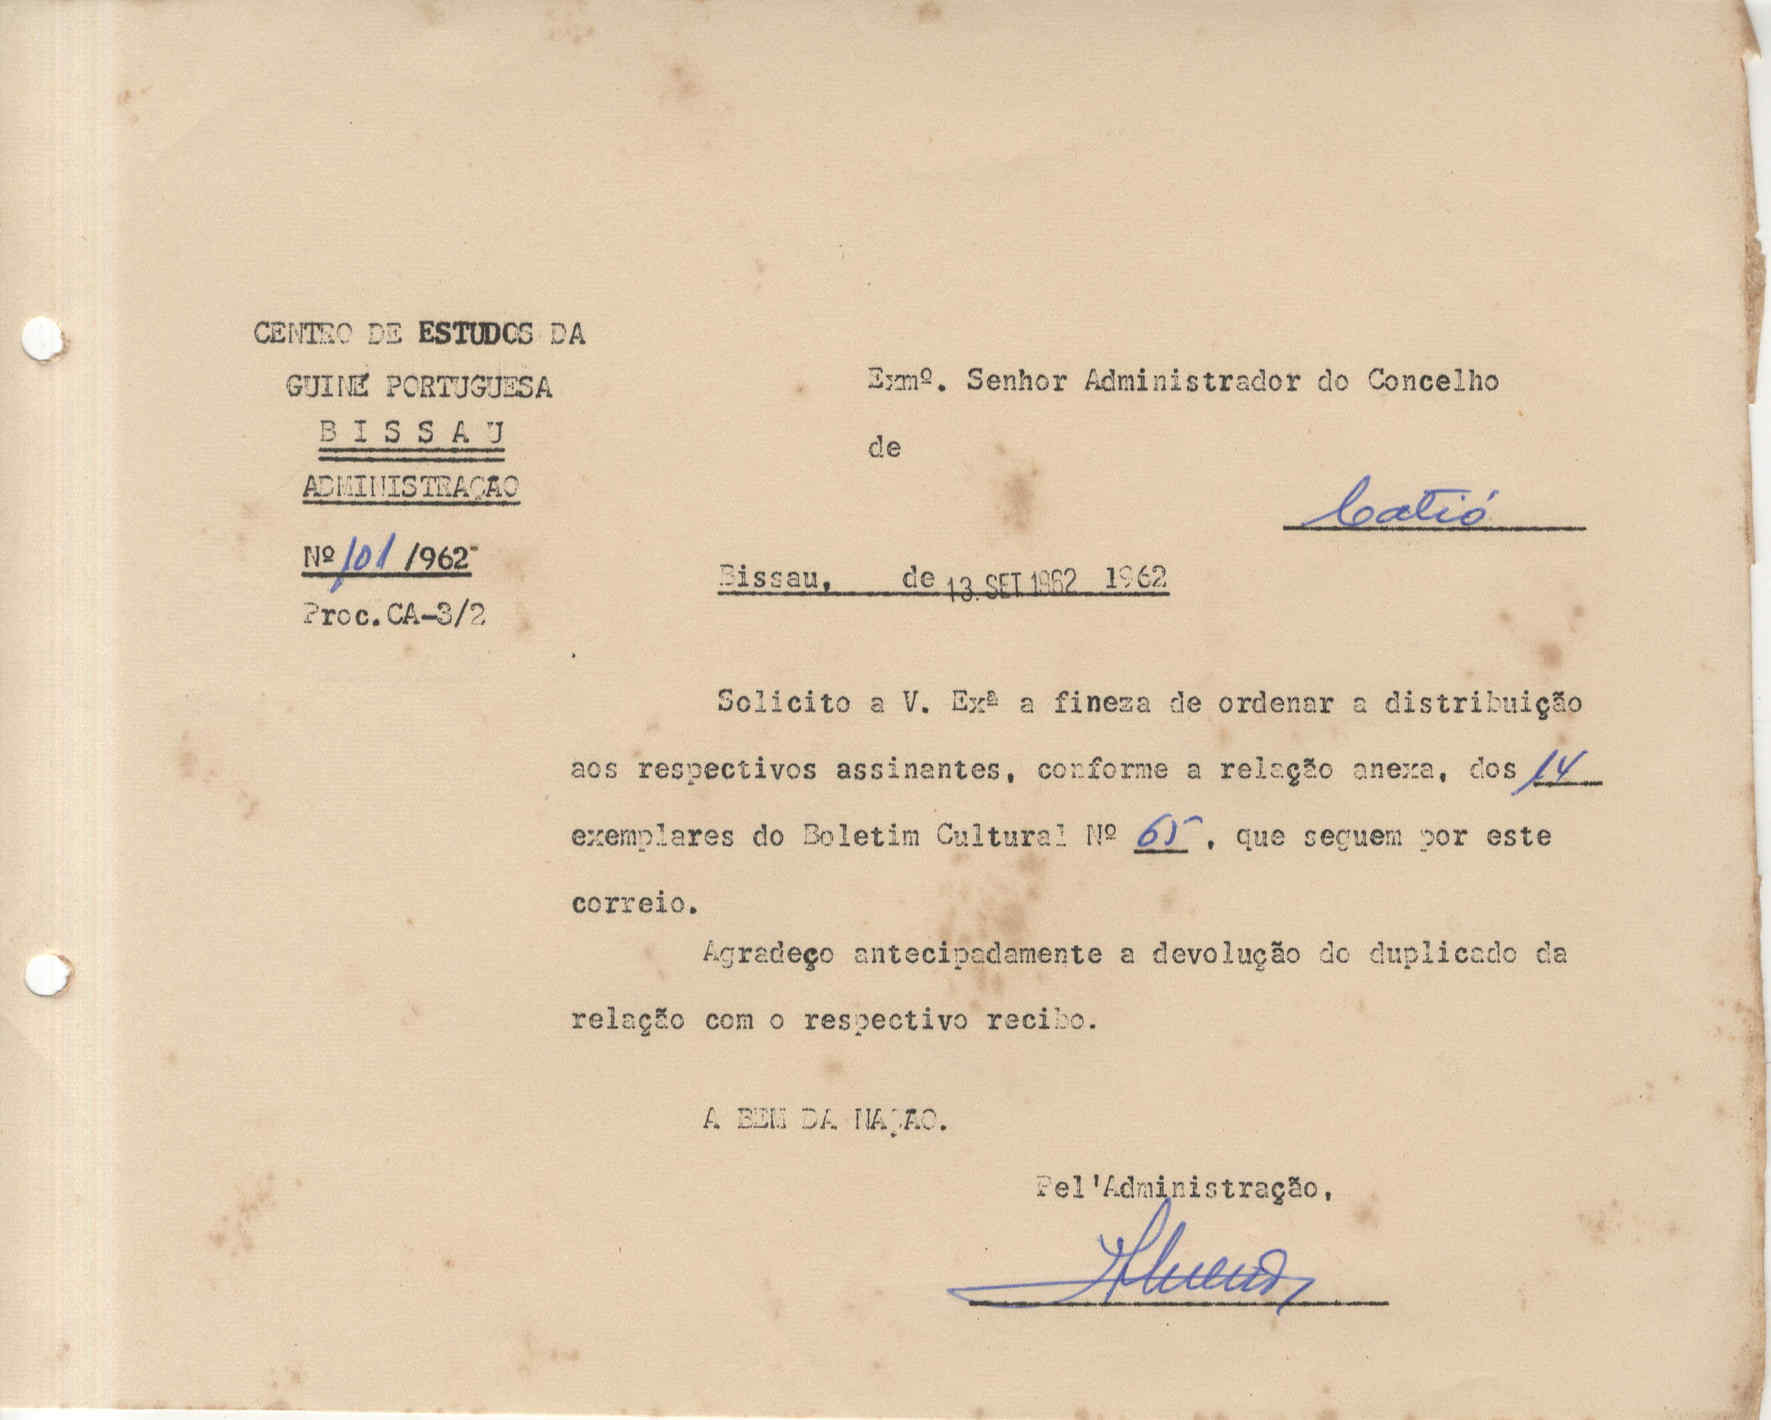 CENTRO DE ESTUDOS DA
GUINÉ PORTUGUESA
B I S S A U
ADMINISTRAÇÃO
Nº 101 /962
Proc. CA-3/2
Exmº. Senhor Administrador do Concelho
de
Catió
Bissau, de 13. SET 1962 1962
Solicito a V. Exª a fineza de ordenar a distribuição
aos respectivos assinantes, conforme a relação anexa, dos 14
exemplares do Boletim Cultural Nº 65, que seguem por este
correio.
Agradeço antecipadamente a devolução do duplicado da
relação com o respectivo recibo.
A BEM DA NAÇÃO.
Pel'Administração,